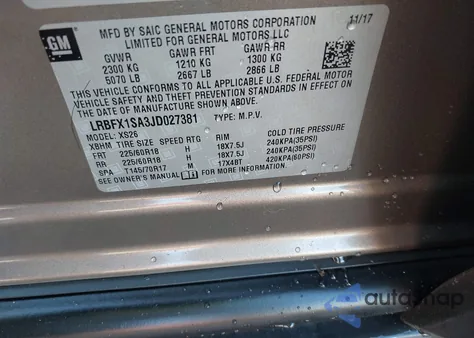 GM
MFD BY SAIC GENERAL MOTORS CORPORATION 11/17
LIMITED FOR GENERAL MOTORS LLC
GVWR GAWR FRT GAWR RR
2300 KG 1210 KG 1300 KG
5070 LB 2667 LB 2866 LB
THIS VEHICLE CONFORMS TO ALL APPLICABLE U.S. FEDERAL MOTOR
VEHICLE SAFETY AND THEFT PREVENTION STANDARDS IN EFFECT ON
THE DATE OF MANUFACTURE SHOWN ABOVE.
LRBFX1SA3JD027381 TYPE: M.P.V.
MODEL: XS26
XBHM TIRE SIZE SPEED RTG RIM COLD TIRE PRESSURE
FRT 225/60R18 H 18X7.5J 240KPA(35PSI)
RR 225/60R18 H 18X7.5J 240KPA(35PSI)
SPA T145/70R17 M 17X4BT 420KPA(60PSI)
SEE OWNER'S MANUAL
autosnap